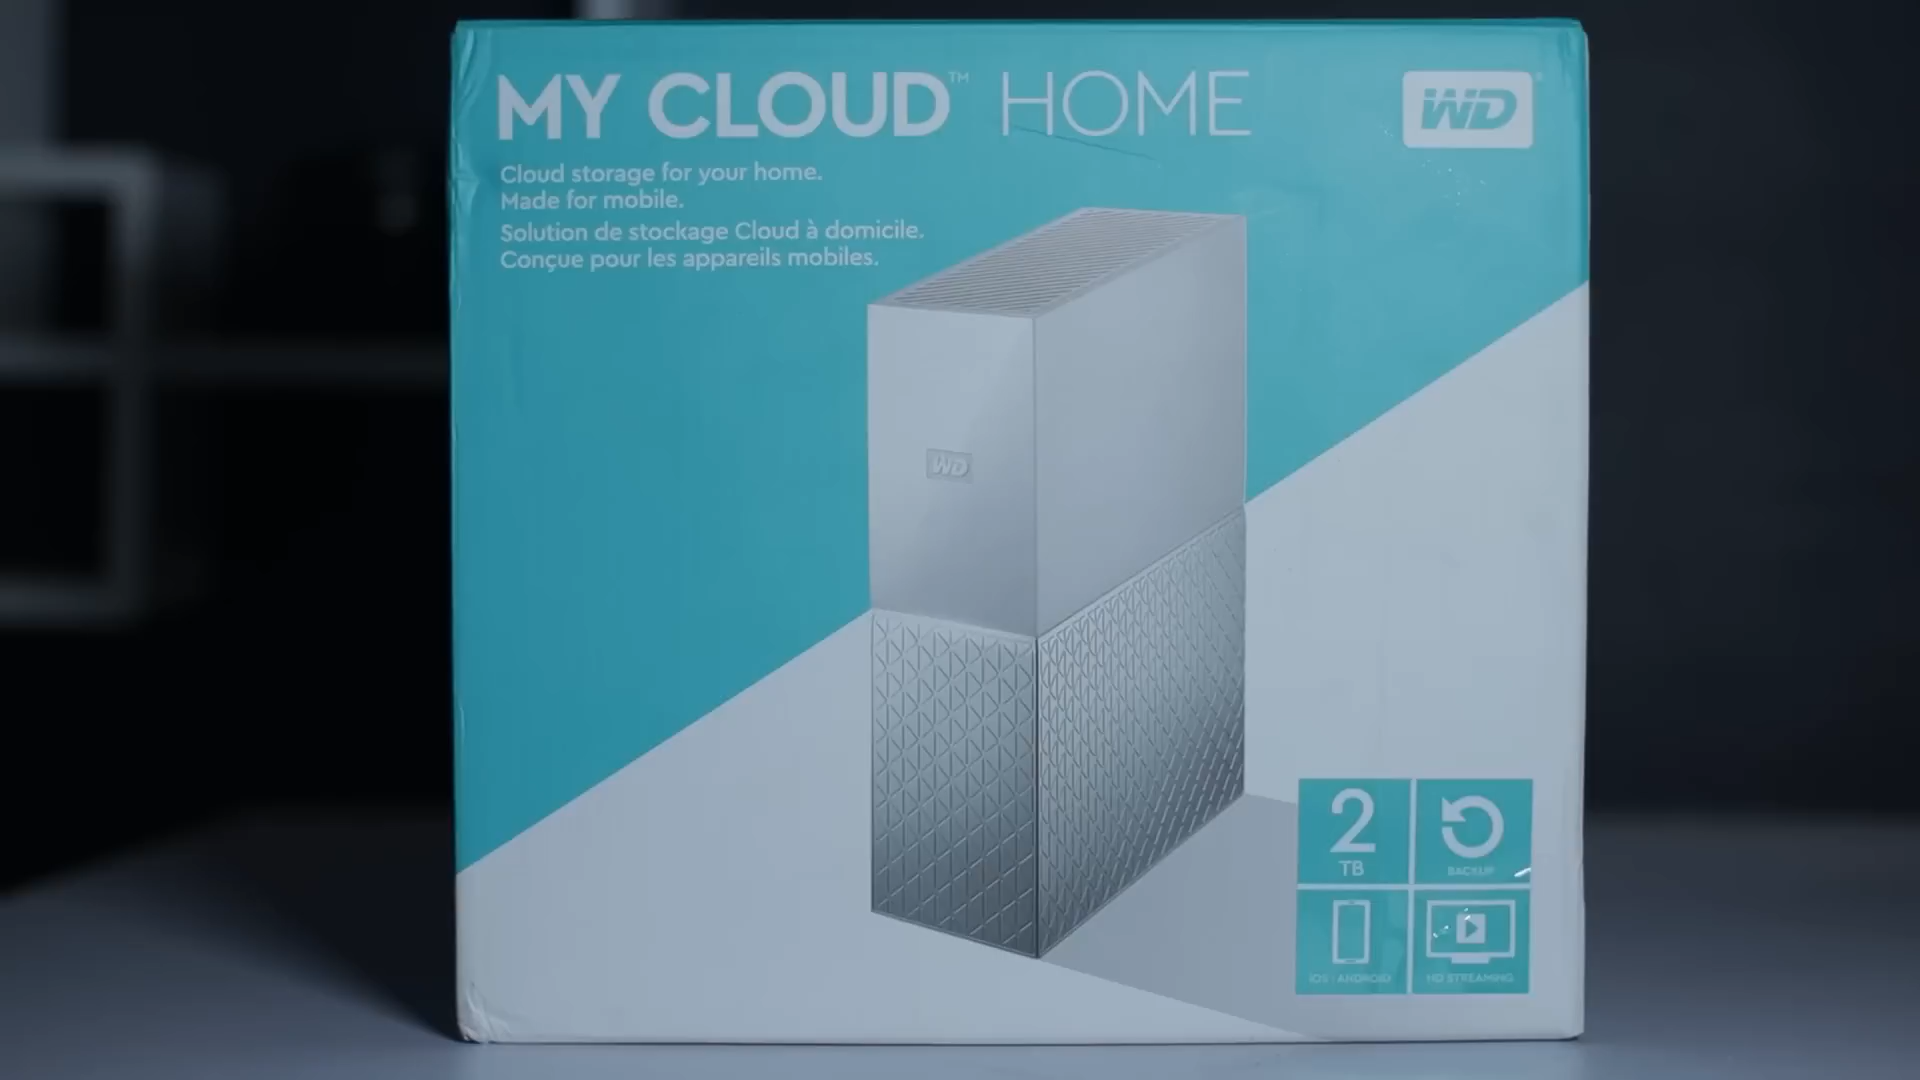 MY CLOUD™ HOME
WD®
Cloud storage for your home.
Made for mobile.
Solution de stockage Cloud à domicile.
Conçue pour les appareils mobiles.
WD
2
TB
BACKUP
iOS | ANDROID
HD STREAMING